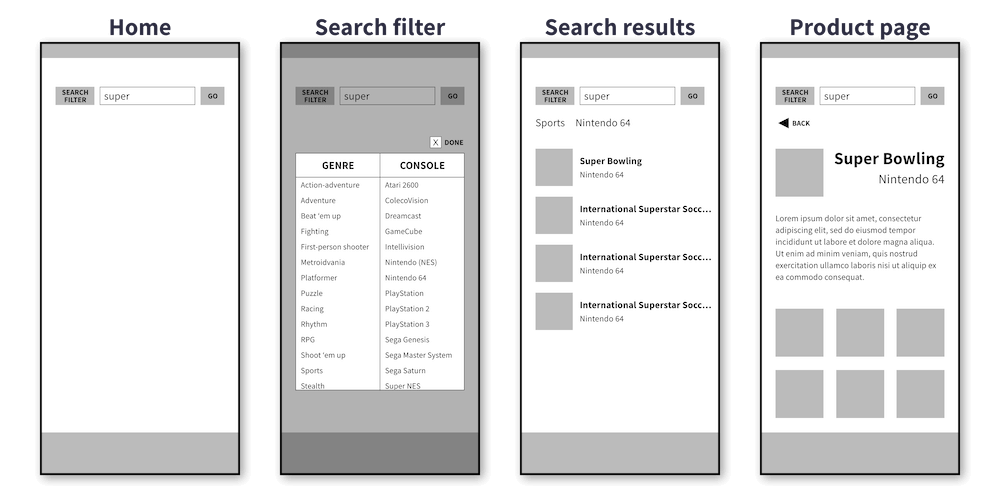 Home
SEARCH
FILTER
super
GO
Search filter
SEARCH
FILTER
super
GO
X DONE
GENRE
CONSOLE
Action-adventure
Atari 2600
Adventure
ColecoVision
Beat 'em up
Dreamcast
Fighting
GameCube
First-person shooter
Intellivision
Metroidvania
Nintendo (NES)
Platformer
Nintendo 64
Puzzle
PlayStation
Racing
PlayStation 2
Rhythm
PlayStation 3
RPG
Sega Genesis
Shoot 'em up
Sega Master System
Sports
Sega Saturn
Stealth
Super NES
Search results
SEARCH
FILTER
super
GO
Sports Nintendo 64
Super Bowling
Nintendo 64
International Superstar Socc...
Nintendo 64
International Superstar Socc...
Nintendo 64
International Superstar Socc...
Nintendo 64
Product page
SEARCH
FILTER
super
GO
BACK
Super Bowling
Nintendo 64
Lorem ipsum dolor sit amet, consectetur
adipiscing elit, sed do eiusmod tempor
incididunt ut labore et dolore magna aliqua.
Ut enim ad minim veniam, quis nostrud
exercitation ullamco laboris nisi ut aliquip ex
ea commodo consequat.